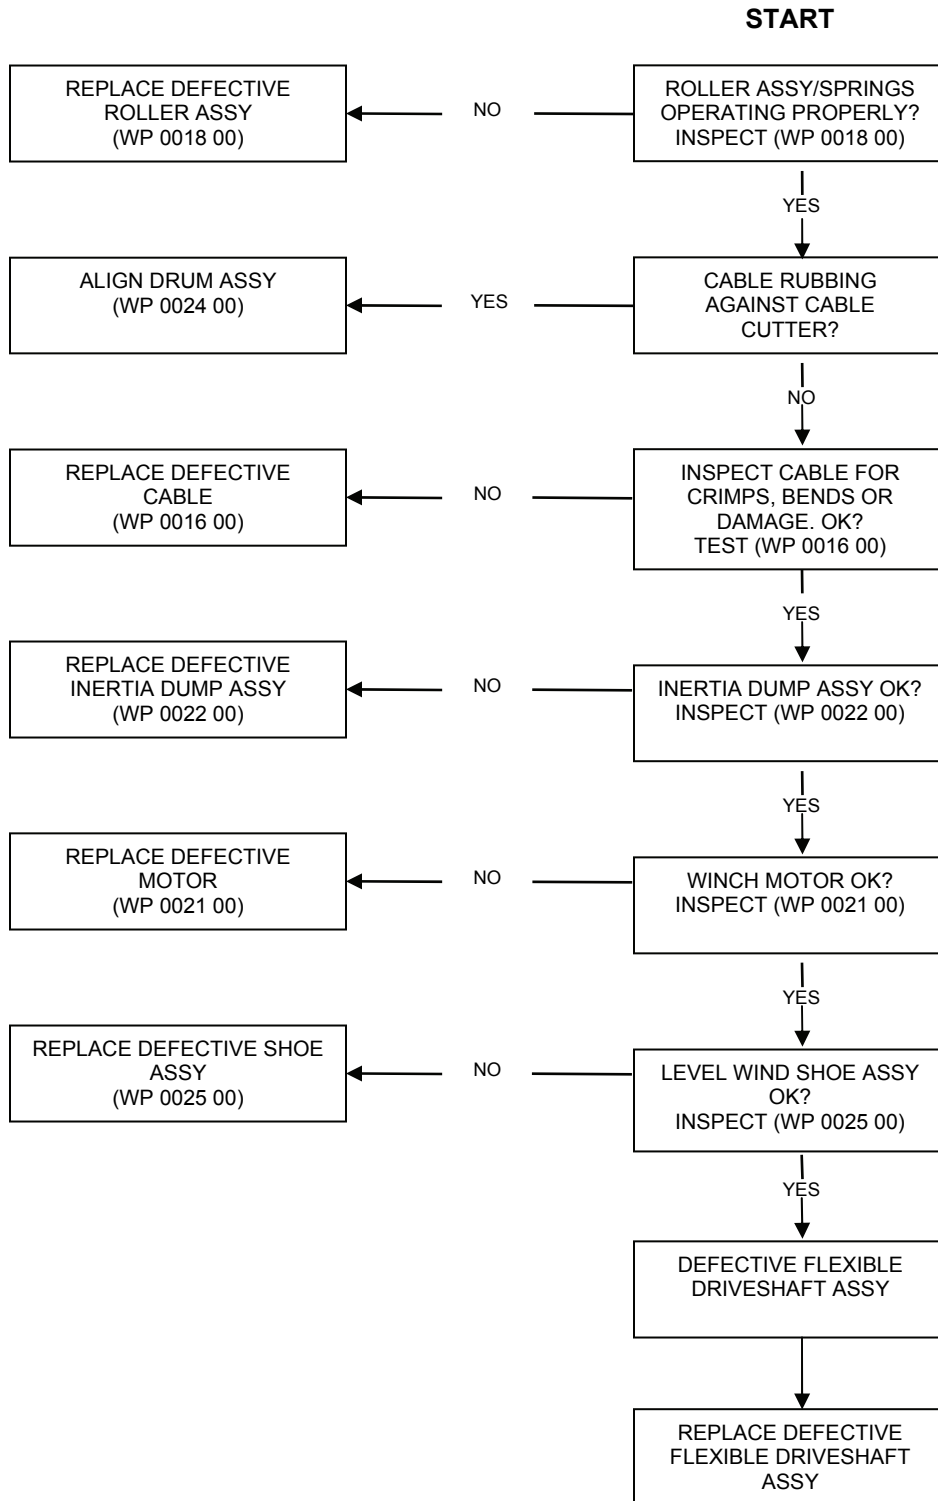 START
ROLLER ASSY/SPRINGS
OPERATING PROPERLY?
INSPECT (WP 0018 00)
NO
REPLACE DEFECTIVE
ROLLER ASSY
(WP 0018 00)
YES
CABLE RUBBING
AGAINST CABLE
CUTTER?
YES
ALIGN DRUM ASSY
(WP 0024 00)
NO
INSPECT CABLE FOR
CRIMPS, BENDS OR
DAMAGE. OK?
TEST (WP 0016 00)
NO
REPLACE DEFECTIVE
CABLE
(WP 0016 00)
YES
INERTIA DUMP ASSY OK?
INSPECT (WP 0022 00)
NO
REPLACE DEFECTIVE
INERTIA DUMP ASSY
(WP 0022 00)
YES
WINCH MOTOR OK?
INSPECT (WP 0021 00)
NO
REPLACE DEFECTIVE
MOTOR
(WP 0021 00)
YES
LEVEL WIND SHOE ASSY
OK?
INSPECT (WP 0025 00)
NO
REPLACE DEFECTIVE SHOE
ASSY
(WP 0025 00)
YES
DEFECTIVE FLEXIBLE
DRIVESHAFT ASSY
REPLACE DEFECTIVE
FLEXIBLE DRIVESHAFT
ASSY